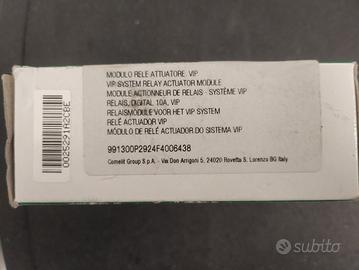 MODULO RELÈ ATTUATORE. VIP
VIP SYSTEM RELAY ACTUATOR MODULE
MODULE ACTIONNEUR DE RELAIS - SYSTÈME VIP
RELAIS, DIGITAL 10A, VIP
RELAISMODULE VOOR HET VIP SYSTEM
RELÉ ACTUADOR VIP
MÓDULO DE RELÉ ACTUADOR DO SISTEMA VIP
991300P2924F4006438
Comelit Group S.p.A. - Via Don Arrigoni 5, 24020 Rovetta S. Lorenzo BG Italy
0025291A2CBE
subito